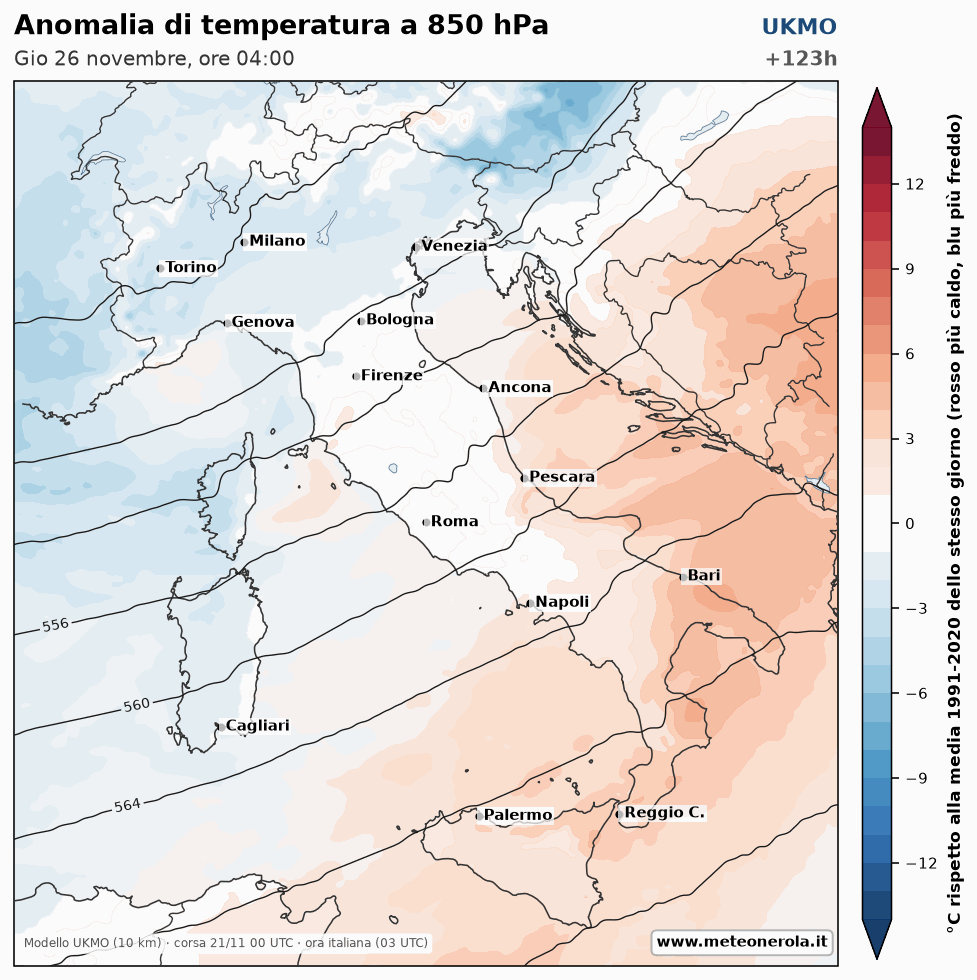 Anomalia di temperatura a 850 hPa
UKMO
Gio 26 novembre, ore 04:00
+123h
Milano
Venezia
Torino
Genova
Bologna
Firenze
Ancona
Pescara
Roma
Bari
Napoli
556
560
Cagliari
564
Palermo
Reggio C.
Modello UKMO (10 km) · corsa 21/11 00 UTC · ora italiana (03 UTC)
www.meteonerola.it
12
9
6
3
0
−3
−6
−9
−12
°C rispetto alla media 1991-2020 dello stesso giorno (rosso più caldo, blu più freddo)